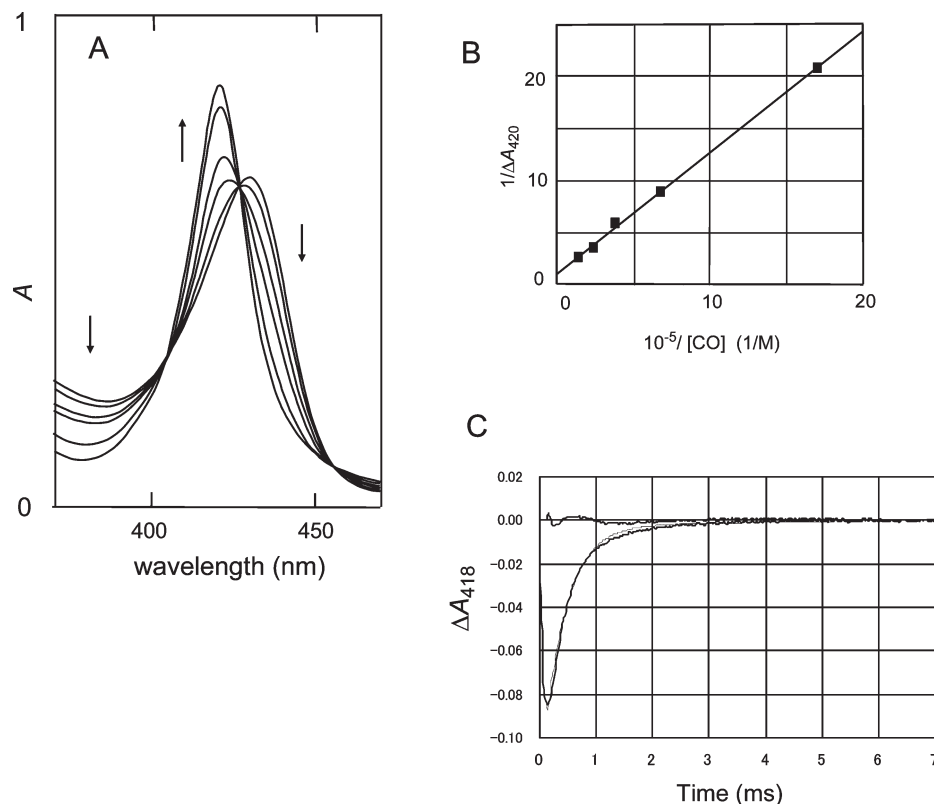 A
1
A
0
400
450
wavelength (nm)
B
1/ΔA₄₂₀
20
10
0
0
10
20
10⁻⁵/ [CO] (1/M)
C
ΔA₄₁₈
0.02
0.00
−0.02
−0.04
−0.06
−0.08
−0.10
0
1
2
3
4
5
6
7
Time (ms)